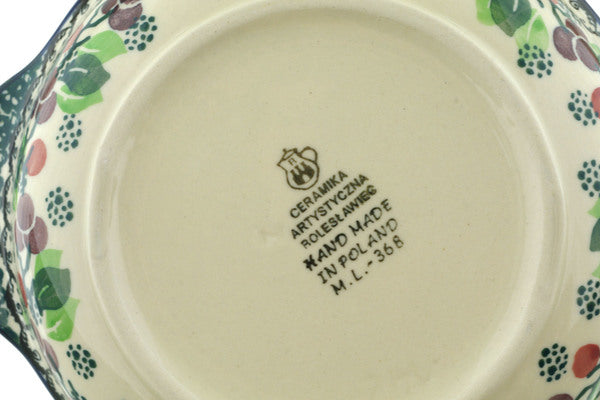 CERAMIKA
ARTYSTYCZNA
BOLESŁAWIEC
HAND MADE
IN POLAND
M.L.-368